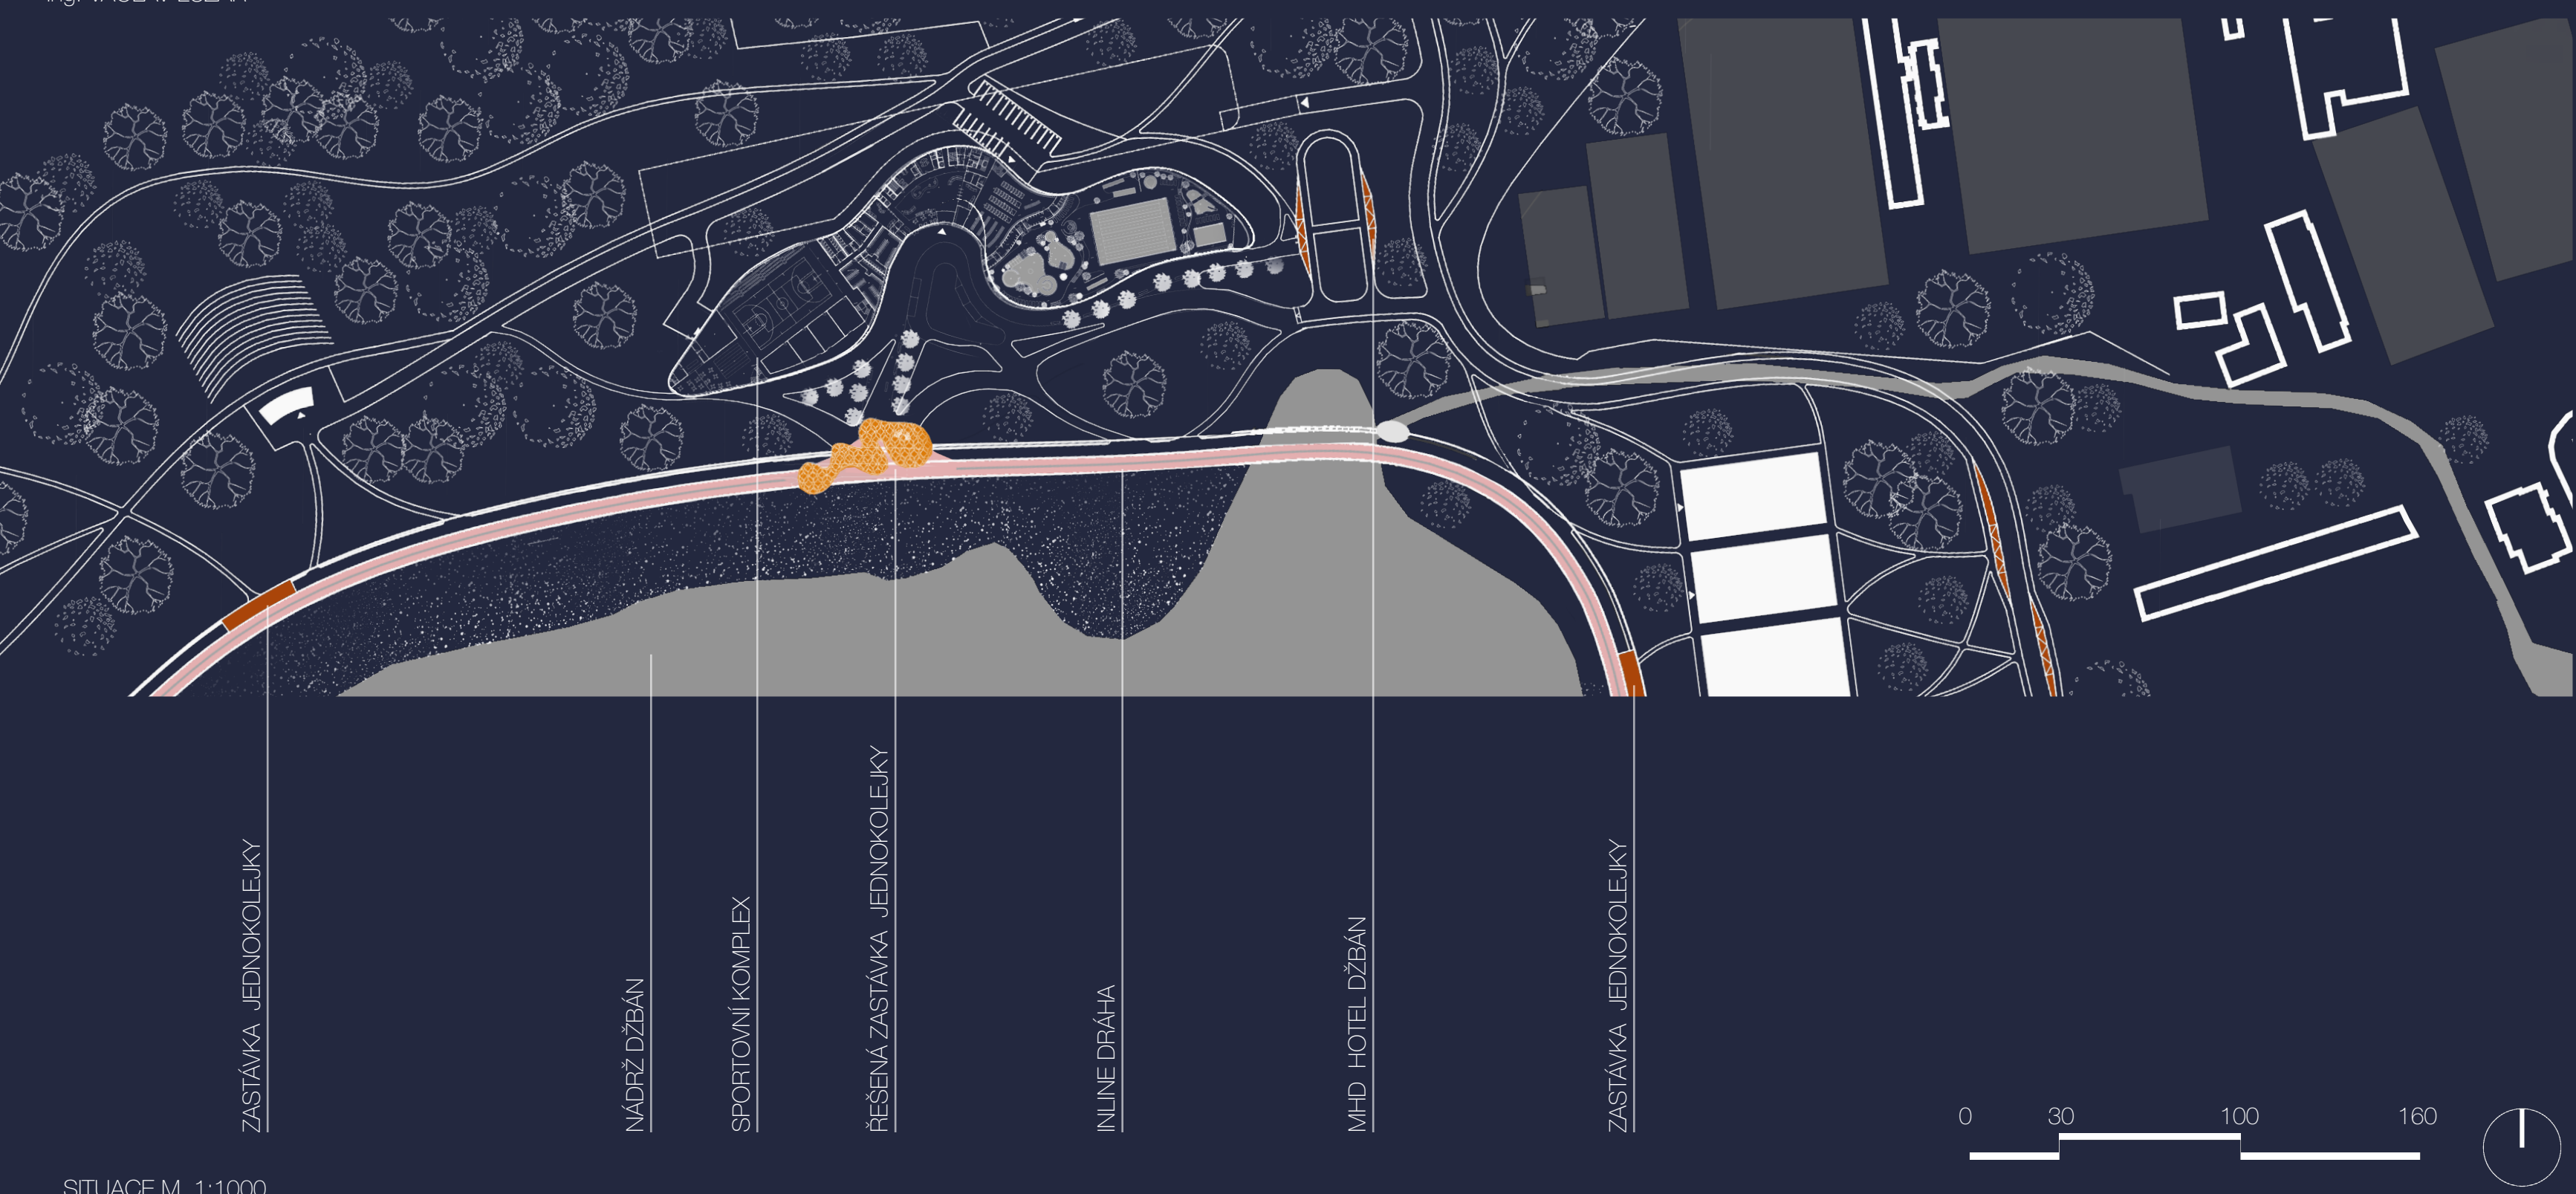 ZASTÁVKA JEDNOKOLEJKY
NÁDRŽ DŽBÁN
SPORTOVNÍ KOMPLEX
ŘEŠENÁ ZASTÁVKA JEDNOKOLEJKY
INLINE DRÁHA
MHD HOTEL DŽBÁN
ZASTÁVKA JEDNOKOLEJKY
0 30 100 160
SITUACE M 1:1000